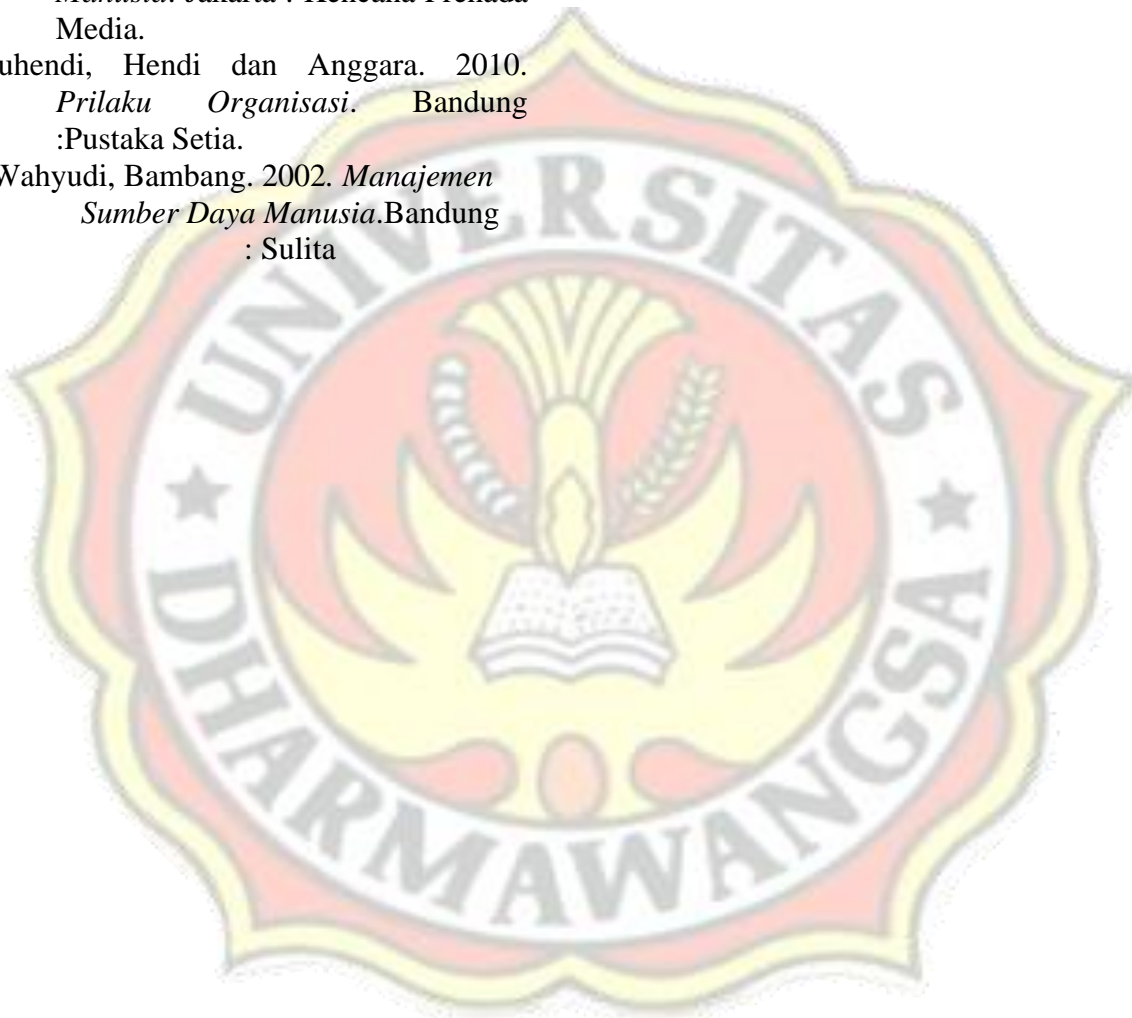 Manusia. Jakarta : Kencana Prenada
Media.
uhendi, Hendi dan Anggara. 2010.
Prilaku Organisasi. Bandung
:Pustaka Setia.
Wahyudi, Bambang. 2002. Manajemen
Sumber Daya Manusia.Bandung
: Sulita
UNIVERSITAS
DHARMAWANGSA